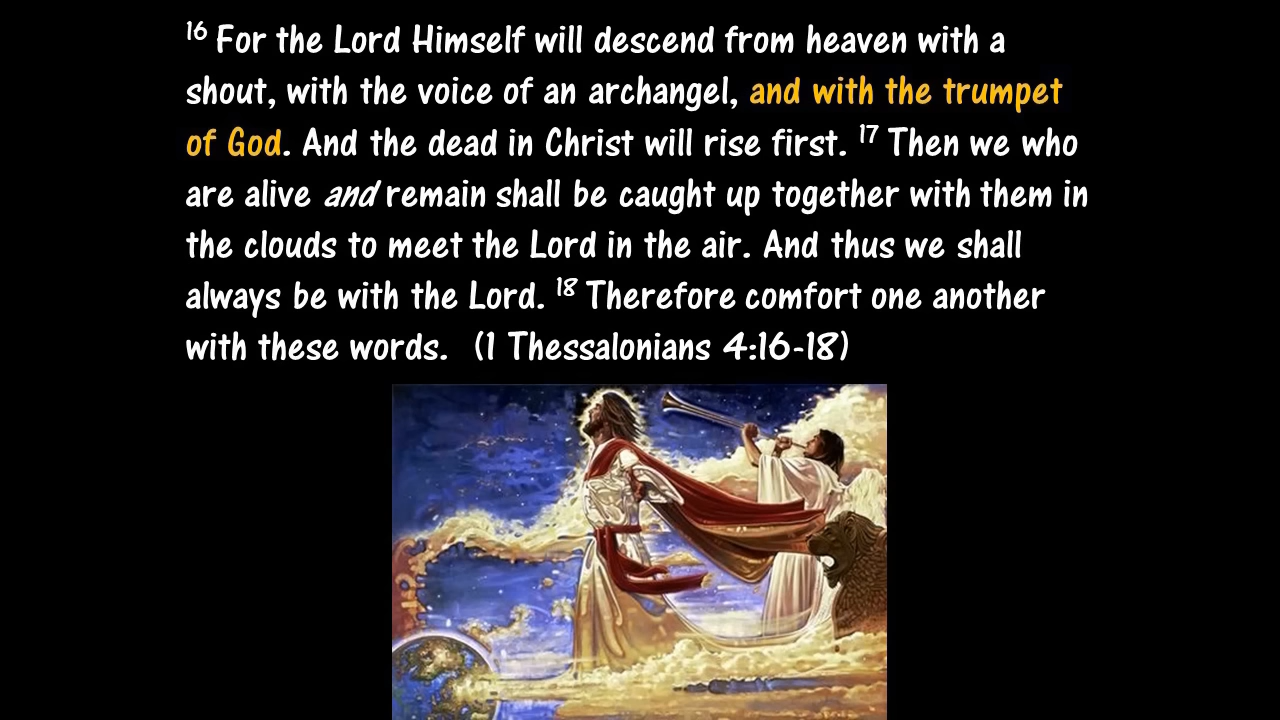 16 For the Lord Himself will descend from heaven with a
shout, with the voice of an archangel, and with the trumpet
of God. And the dead in Christ will rise first. 17 Then we who
are alive and remain shall be caught up together with them in
the clouds to meet the Lord in the air. And thus we shall
always be with the Lord. 18 Therefore comfort one another
with these words. (1 Thessalonians 4:16-18)